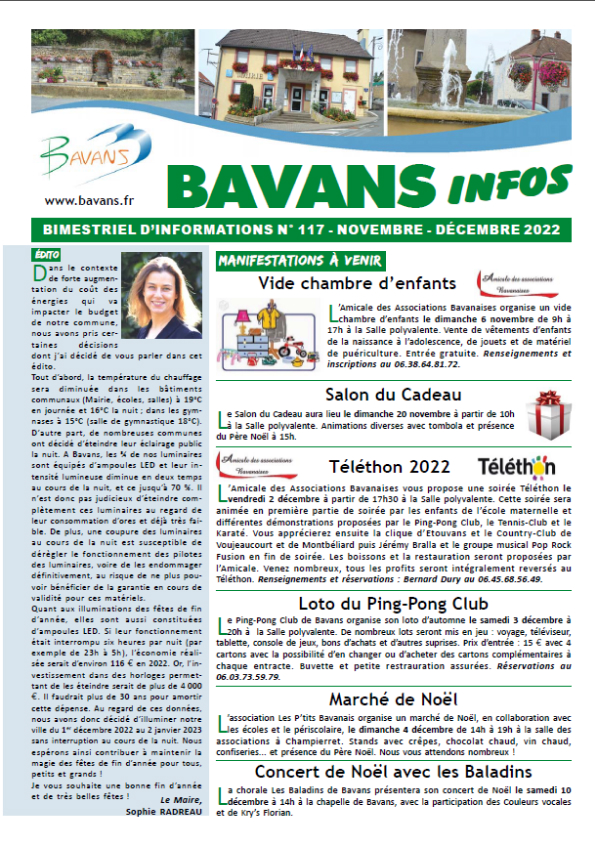 MAIRIE
BAVANS
www.bavans.fr
BAVANS INFOS
BIMESTRIEL D'INFORMATIONS N° 117 - NOVEMBRE - DÉCEMBRE 2022
ÉDITO
Dans le contexte
de forte augmen-
tation du coût des
énergies qui va
impacter le budget
de notre commune,
nous avons pris cer-
taines décisions
dont j'ai décidé de vous parler dans cet
édito.
Tout d'abord, la température du chauffage
sera diminuée dans les bâtiments
communaux (Mairie, écoles, salles) à 19°C
en journée et 16°C la nuit ; dans les gym-
nases à 15°C (salle de gymnastique 18°C).
D'autre part, de nombreuses communes
ont décidé d'éteindre leur éclairage public
la nuit. A Bavans, les ¾ de nos luminaires
sont équipés d'ampoules LED et leur in-
tensité lumineuse diminue en deux temps
au cours de la nuit, et ce jusqu'à 70 %. Il
n'est donc pas judicieux d'éteindre com-
plètement ces luminaires au regard de
leur consommation d'ores et déjà très fai-
ble. De plus, une coupure des luminaires
au cours de la nuit est susceptible de
dérégler le fonctionnement des pilotes
des luminaires, voire de les endommager
définitivement, au risque de ne plus pou-
voir bénéficier de la garantie en cours de
validité pour ces matériels.
Quant aux illuminations des fêtes de fin
d'année, elles sont aussi constituées
d'ampoules LED. Si leur fonctionnement
était interrompu six heures par nuit (par
exemple de 23h à 5h), l'économie réali-
sée serait d'environ 116 € en 2022. Or, l'in-
vestissement dans des horloges permet-
tant de les éteindre serait de plus de 4 000
€. Il faudrait plus de 30 ans pour amortir
cette dépense. Au regard de ces données,
nous avons donc décidé d'illuminer notre
ville du 1er décembre 2022 au 2 janvier 2023
sans interruption au cours de la nuit. Nous
espérons ainsi contribuer à maintenir la
magie des fêtes de fin d'année pour tous,
petits et grands !
Je vous souhaite une bonne fin d'année
et de très belles fêtes !
Le Maire,
Sophie RADREAU
MANIFESTATIONS À VENIR
Vide chambre d'enfants
Amicale des associations
Bavanaises
L'Amicale des Associations Bavanaises organise un vide
chambre d'enfants le dimanche 6 novembre de 9h à
17h à la Salle polyvalente. Vente de vêtements d'enfants
de la naissance à l'adolescence, de jouets et de matériel
de puériculture. Entrée gratuite. Renseignements et
inscriptions au 06.38.64.81.72.
Salon du Cadeau
Le Salon du Cadeau aura lieu le dimanche 20 novembre à partir de 10h
à la Salle polyvalente. Animations diverses avec tombola et présence
du Père Noël à 15h.
Amicale des associations
Bavanaises
Téléthon 2022
Téléthon
L'Amicale des Associations Bavanaises vous propose une soirée Téléthon le
vendredi 2 décembre à partir de 17h30 à la Salle polyvalente. Cette soirée sera
animée en première partie de soirée par les enfants de l'école maternelle et
différentes démonstrations proposées par le Ping-Pong Club, le Tennis-Club et le
Karaté. Vous apprécierez ensuite la clique d'Etouvans et le Country-Club de
Voujeaucourt et de Montbéliard puis Jérémy Bralla et le groupe musical Pop Rock
Fusion en fin de soirée. Les boissons et la restauration seront proposées par
l'Amicale. Venez nombreux, tous les profits seront intégralement reversés au
Téléthon. Renseignements et réservations : Bernard Dury au 06.45.68.56.49.
Loto du Ping-Pong Club
Le Ping-Pong Club de Bavans organise son loto d'automne le samedi 3 décembre à
20h à la Salle polyvalente. De nombreux lots seront mis en jeu : voyage, téléviseur,
tablette, console de jeux, bons d'achats et d'autres suprises. Prix d'entrée : 15 € avec 4
cartons avec la possibilité d'en changer ou d'acheter des cartons complémentaires à
chaque entracte. Buvette et petite restauration assurées. Réservations au
06.03.73.59.79.
Marché de Noël
L'association Les P'tits Bavanais organise un marché de Noël, en collaboration avec
les écoles et le périscolaire, le dimanche 4 décembre de 14h à 19h à la salle des
associations à Champierret. Stands avec crêpes, chocolat chaud, vin chaud,
confiseries... et présence du Père Noël. Nous vous attendons nombreux !
Concert de Noël avec les Baladins
La chorale Les Baladins de Bavans présentera son concert de Noël le samedi 10
décembre à 14h à la chapelle de Bavans, avec la participation des Couleurs vocales
et de Kry's Florian.